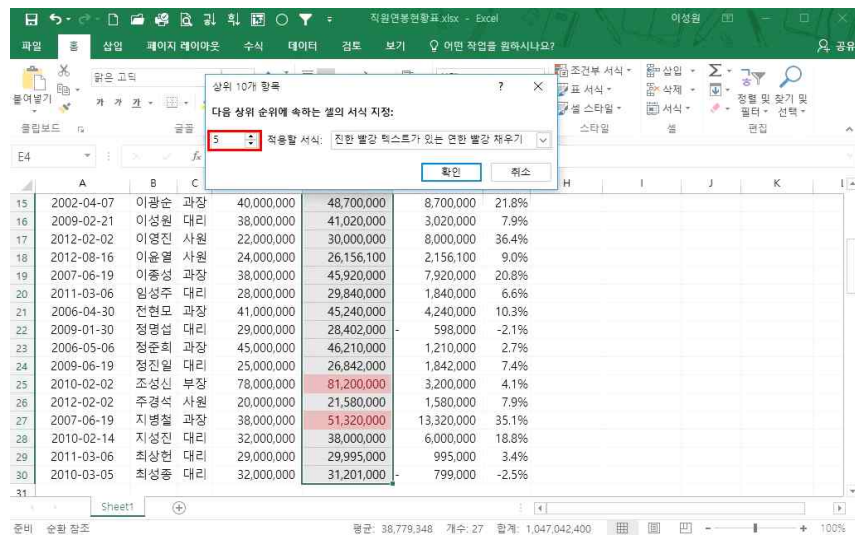 직원연봉현황표.xlsx - Excel 이성원
파일 홈 삽입 페이지 레이아웃 수식 데이터 검토 보기 어떤 작업을 원하시나요? 공유
붙여넣기 맑은 고딕 가 가 가 조건부 서식 표 서식 셀 스타일 삽입 삭제 서식 정렬 및 필터 찾기 및 선택
클립보드 글꼴 스타일 셀 편집
상위 10개 항목 ? ×
다음 상위 순위에 속하는 셀의 서식 지정:
5 적용할 서식: 진한 빨강 텍스트가 있는 연한 빨강 채우기
확인 취소
E4 fx
A B C H I J K L
15 2002-04-07 이광순 과장 40,000,000 48,700,000 8,700,000 21.8%
16 2009-02-21 이성원 대리 38,000,000 41,020,000 3,020,000 7.9%
17 2012-02-02 이영진 사원 22,000,000 30,000,000 8,000,000 36.4%
18 2012-08-16 이윤열 사원 24,000,000 26,156,100 2,156,100 9.0%
19 2007-06-19 이종성 과장 38,000,000 45,920,000 7,920,000 20.8%
20 2011-03-06 임성주 대리 28,000,000 29,840,000 1,840,000 6.6%
21 2006-04-30 전현모 과장 41,000,000 45,240,000 4,240,000 10.3%
22 2009-01-30 정명섭 대리 29,000,000 28,402,000 - 598,000 -2.1%
23 2006-05-06 정준희 과장 45,000,000 46,210,000 1,210,000 2.7%
24 2009-06-19 정진일 대리 25,000,000 26,842,000 1,842,000 7.4%
25 2010-02-02 조성신 부장 78,000,000 81,200,000 3,200,000 4.1%
26 2012-02-02 주경석 사원 20,000,000 21,580,000 1,580,000 7.9%
27 2007-06-19 지병철 과장 38,000,000 51,320,000 13,320,000 35.1%
28 2010-02-14 지성진 대리 32,000,000 38,000,000 6,000,000 18.8%
29 2011-03-06 최상헌 대리 29,000,000 29,995,000 995,000 3.4%
30 2010-03-05 최성종 대리 32,000,000 31,201,000 - 799,000 -2.5%
31
Sheet1
준비 순환 참조 평균: 38,779,348 개수: 27 합계: 1,047,042,400 100%